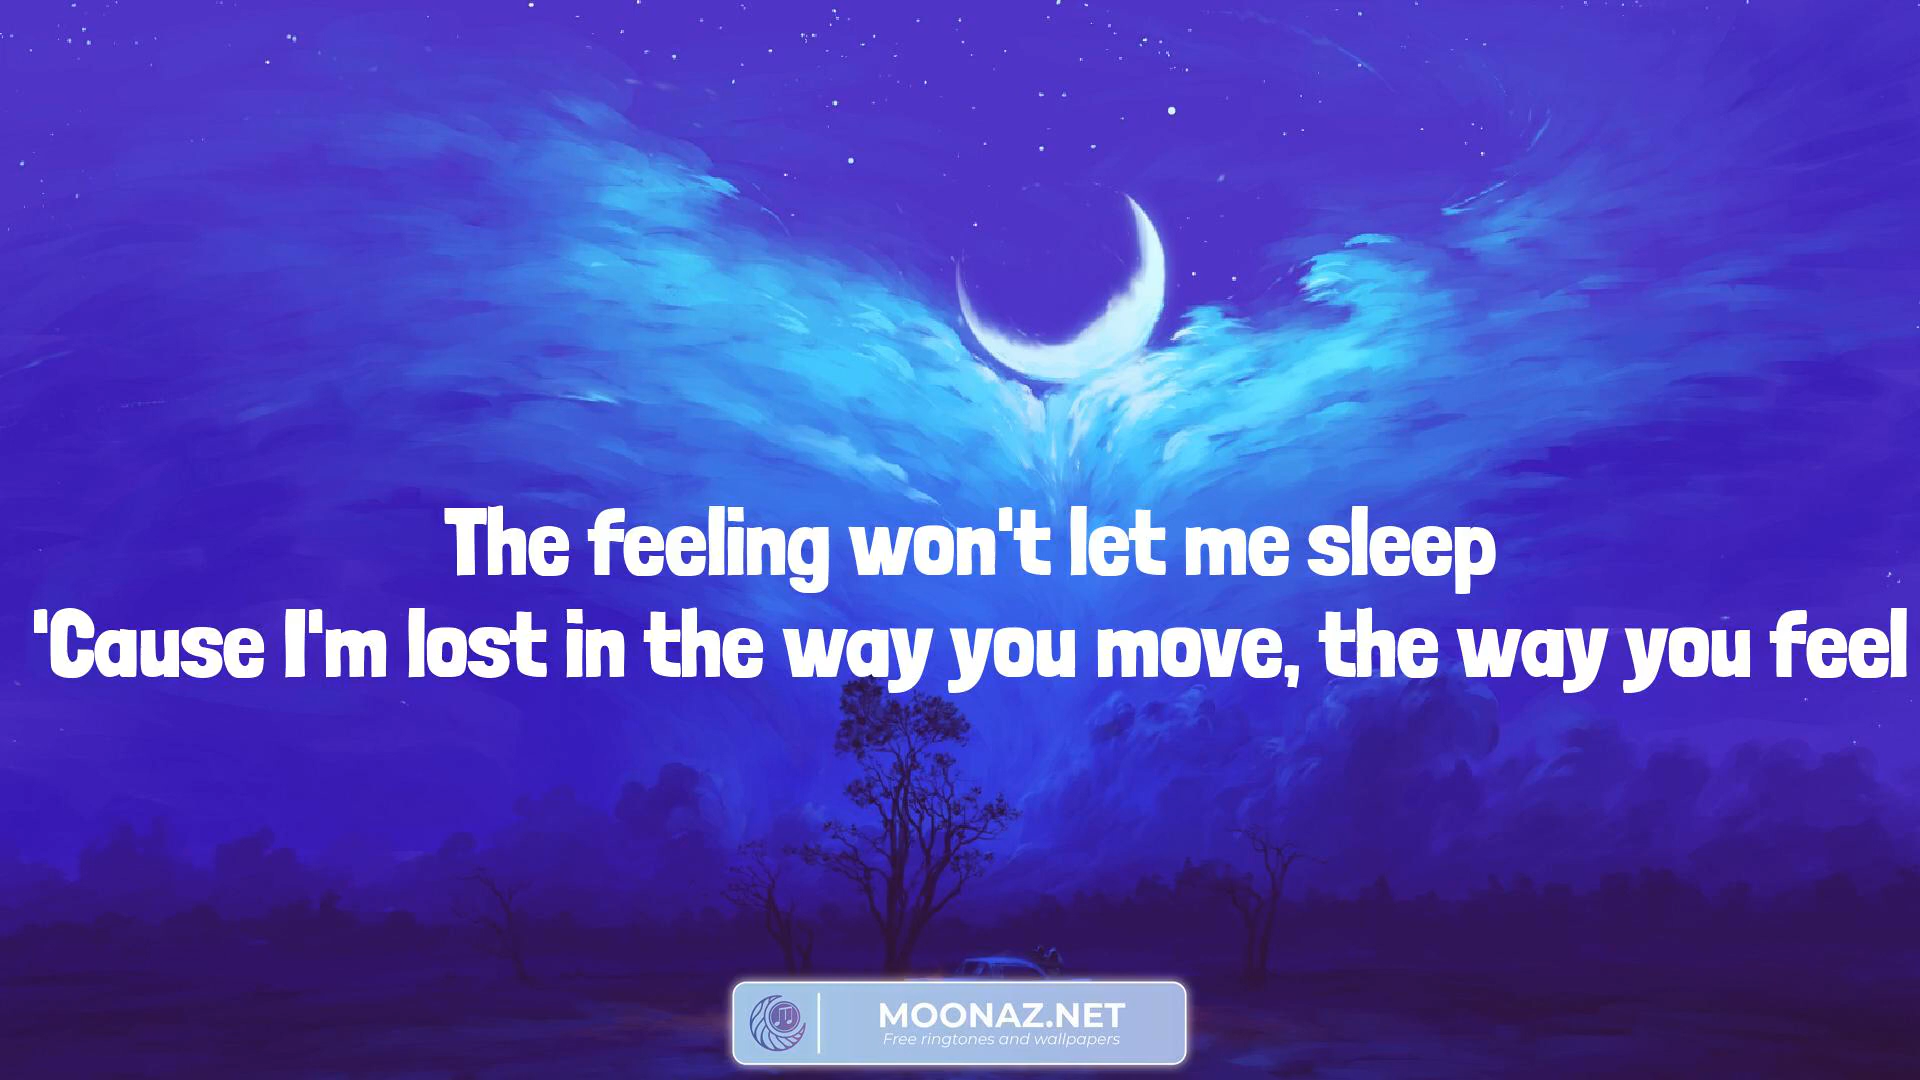 The feeling won't let me sleep
'Cause I'm lost in the way you move, the way you feel
MOONAZ.NET
Free ringtones and wallpapers